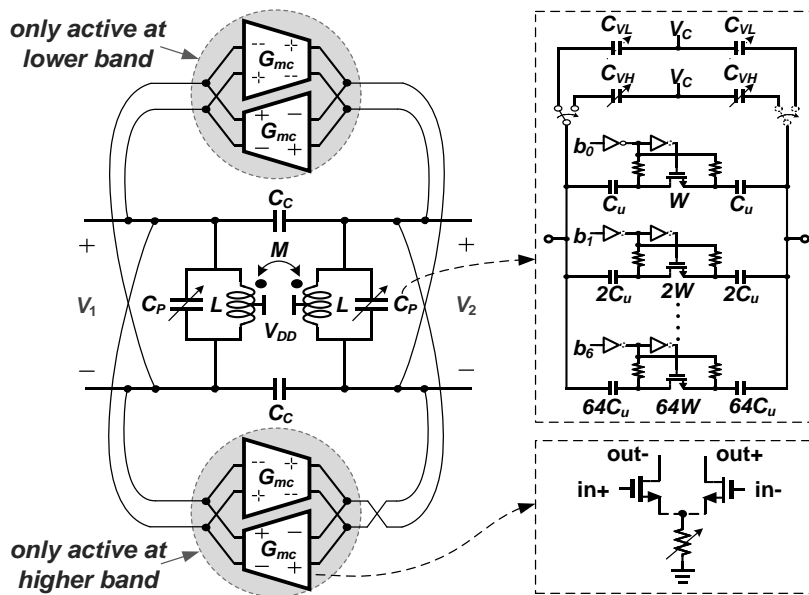 only active at
lower band
− + G_mc − +
+ − G_mc + −
C_C
+ M +
V_1 C_P L L C_P V_2
V_DD
− −
C_C
− + G_mc − +
− + G_mc − +
only active at
higher band
C_VL V_C C_VL
C_VH V_C C_VH
b_0
C_u W C_u
b_1
2C_u 2W 2C_u
b_6
64C_u 64W 64C_u
out- out+
in+ in-